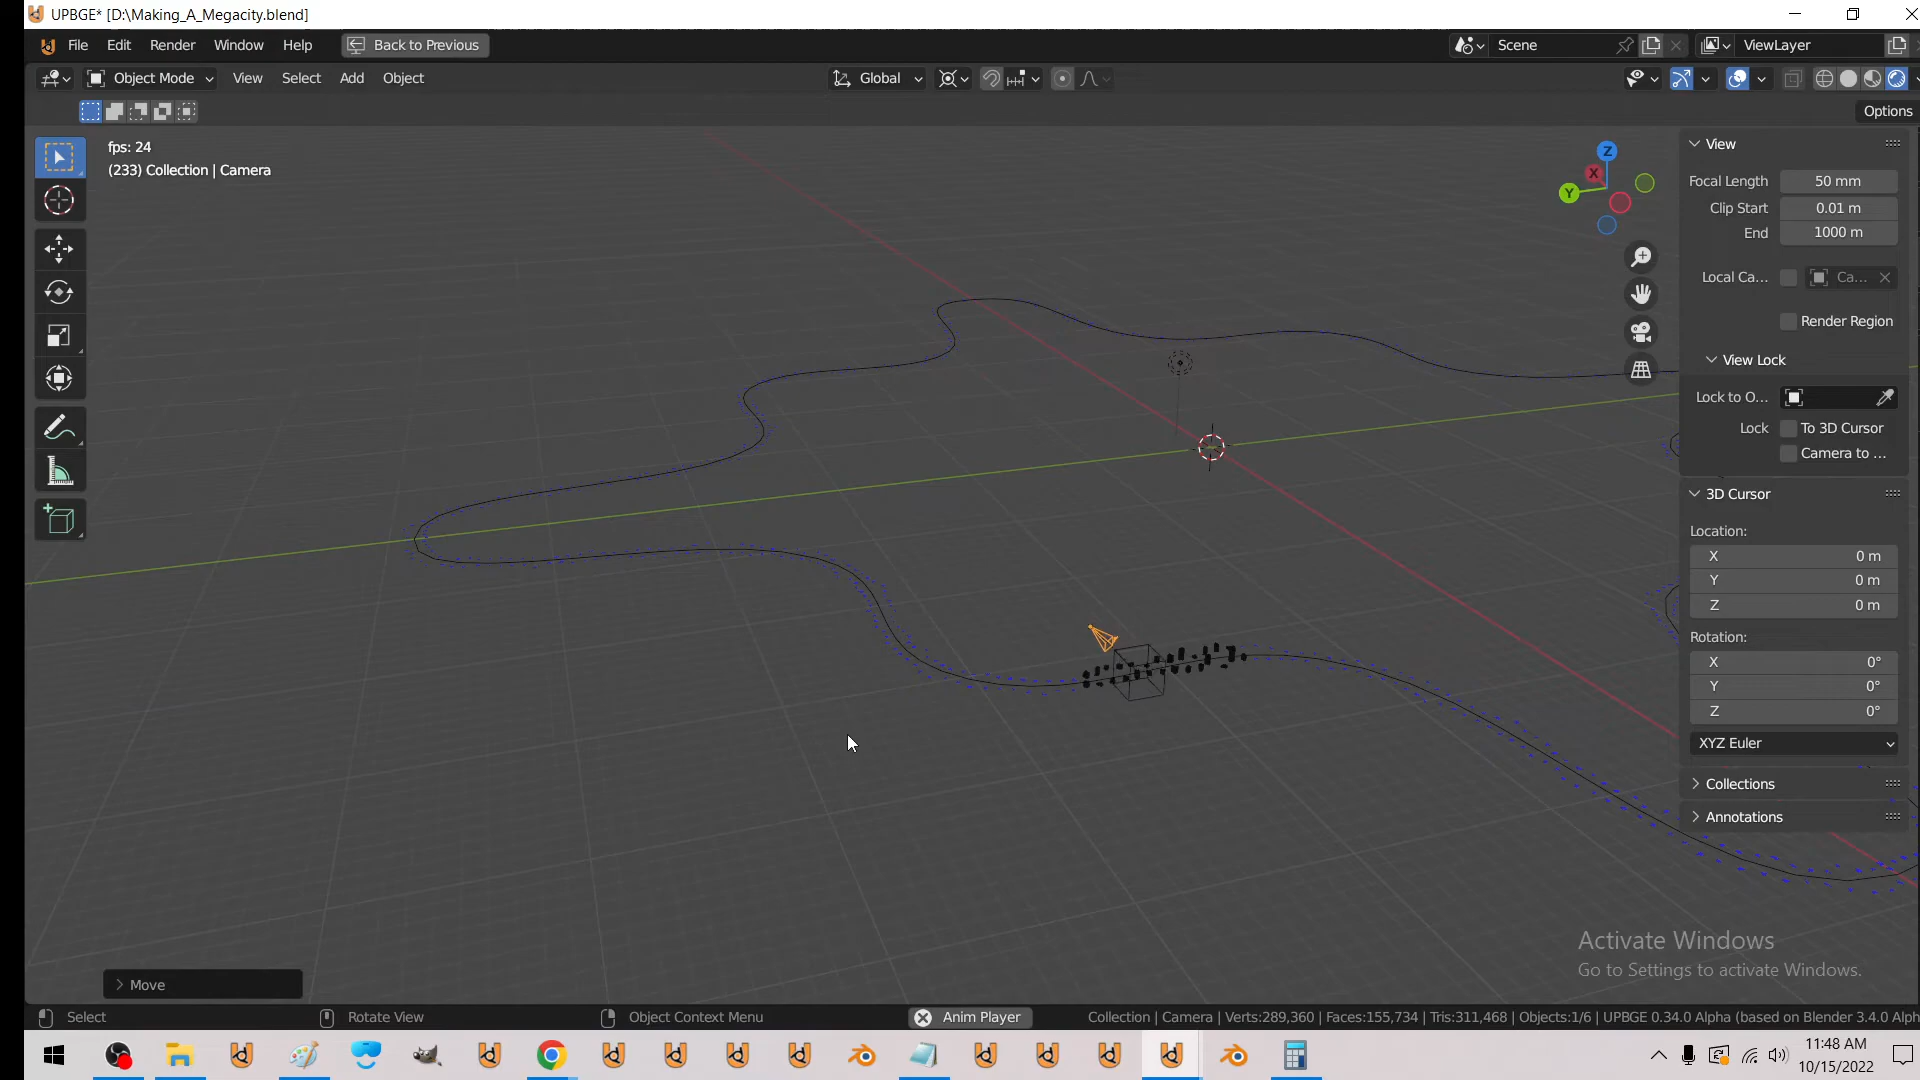 UPBGE* [D:\Making_A_Megacity.blend]
File Edit Render Window Help Back to Previous Scene ViewLayer
Object Mode View Select Add Object Global
Options
fps: 24
(233) Collection | Camera
Z
X
Y
View
Focal Length 50 mm
Clip Start 0.01 m
End 1000 m
Local Ca... Ca...
Render Region
View Lock
Lock to O...
Lock To 3D Cursor
Camera to ...
3D Cursor
Location:
X 0 m
Y 0 m
Z 0 m
Rotation:
X 0°
Y 0°
Z 0°
XYZ Euler
Collections
Annotations
Activate Windows
Go to Settings to activate Windows.
Move
Select Rotate View Object Context Menu Anim Player Collection | Camera | Verts:289,360 | Faces:155,734 | Tris:311,468 | Objects:1/6 | UPBGE 0.34.0 Alpha (based on Blender 3.4.0 Alph
11:48 AM
10/15/2022